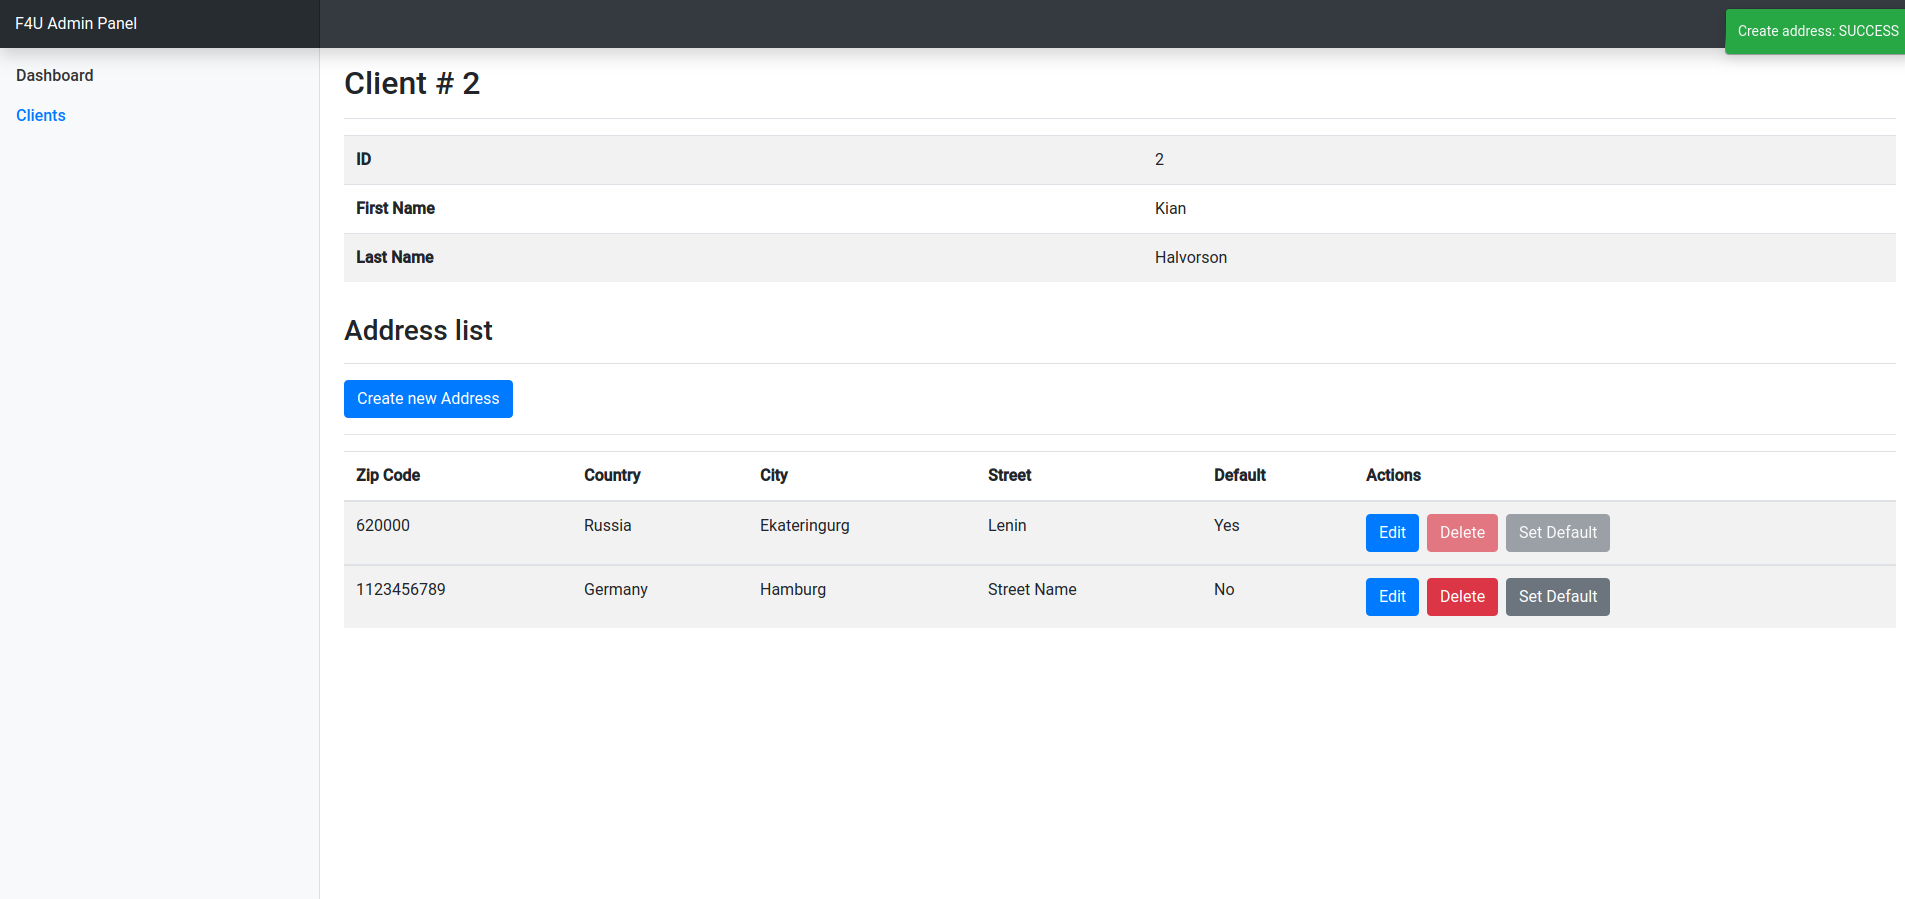 F4U Admin Panel
Create address: SUCCESS
Dashboard
Clients
Client # 2
ID 2
First Name Kian
Last Name Halvorson
Address list
Create new Address
Zip Code Country City Street Default Actions
620000 Russia Ekateringurg Lenin Yes Edit Delete Set Default
1123456789 Germany Hamburg Street Name No Edit Delete Set Default